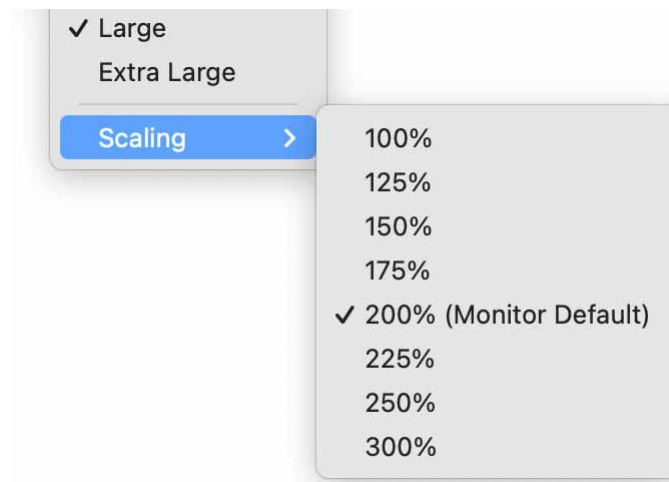 Large
Extra Large
Scaling
100%
125%
150%
175%
200% (Monitor Default)
225%
250%
300%